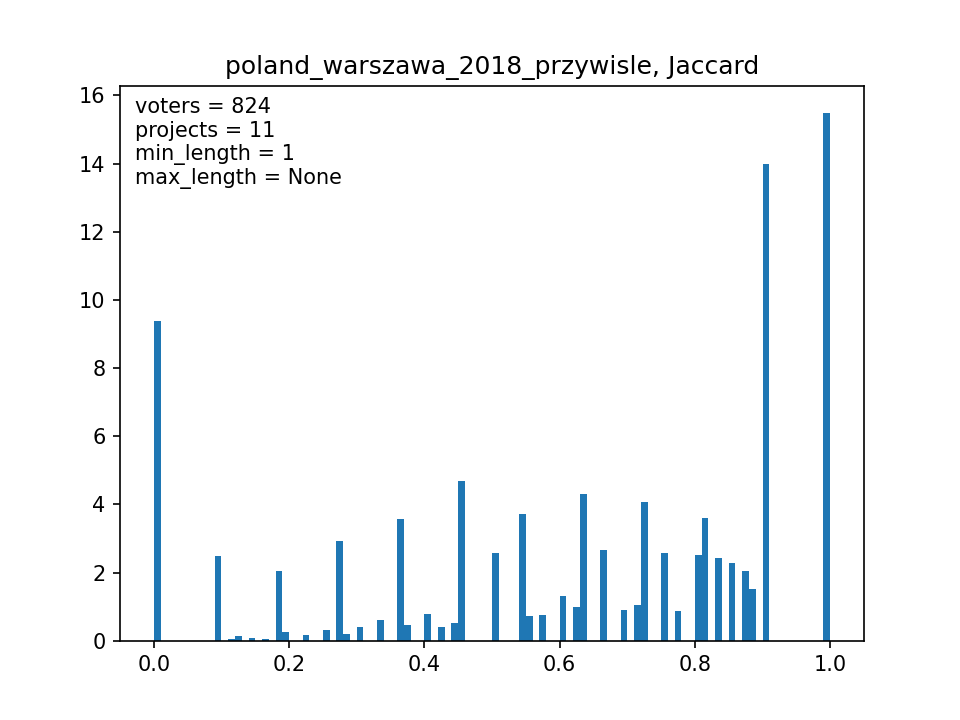 poland_warszawa_2018_przywisle, Jaccard
voters = 824
projects = 11
min_length = 1
max_length = None
16
14
12
10
8
6
4
2
0
0.0 0.2 0.4 0.6 0.8 1.0